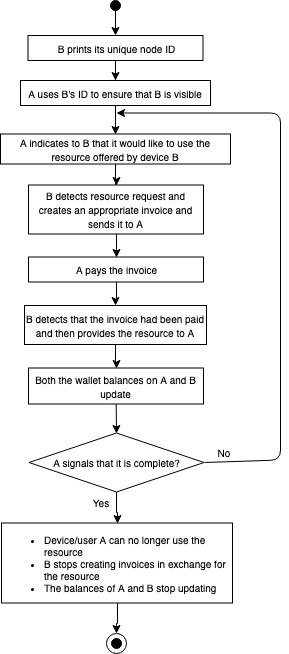 B prints its unique node ID
A uses B's ID to ensure that B is visible
A indicates to B that it would like to use the
resource offered by device B
B detects resource request and
creates an appropriate invoice and
sends it to A
A pays the invoice
B detects that the invoice had been paid
and then provides the resource to A
Both the wallet balances on A and B
update
A signals that it is complete?
No
Yes
• Device/user A can no longer use the
resource
• B stops creating invoices in exchange for
the resource
• The balances of A and B stop updating